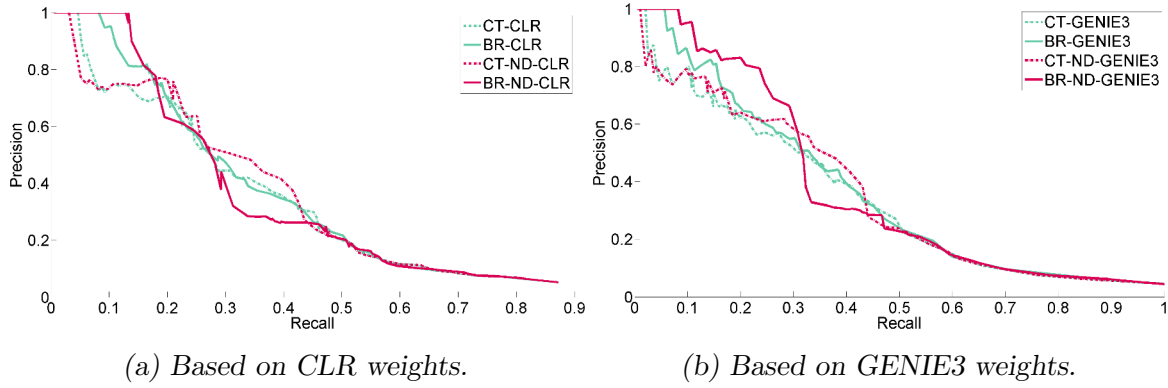 1
0.8
0.6
0.4
0.2
0
Precision
0 0.1 0.2 0.3 0.4 0.5 0.6 0.7 0.8 0.9
Recall
CT-CLR
BR-CLR
CT-ND-CLR
BR-ND-CLR
(a) Based on CLR weights.
1
0.8
0.6
0.4
0.2
0
Precision
0 0.1 0.2 0.3 0.4 0.5 0.6 0.7 0.8 0.9 1
Recall
CT-GENIE3
BR-GENIE3
CT-ND-GENIE3
BR-ND-GENIE3
(b) Based on GENIE3 weights.